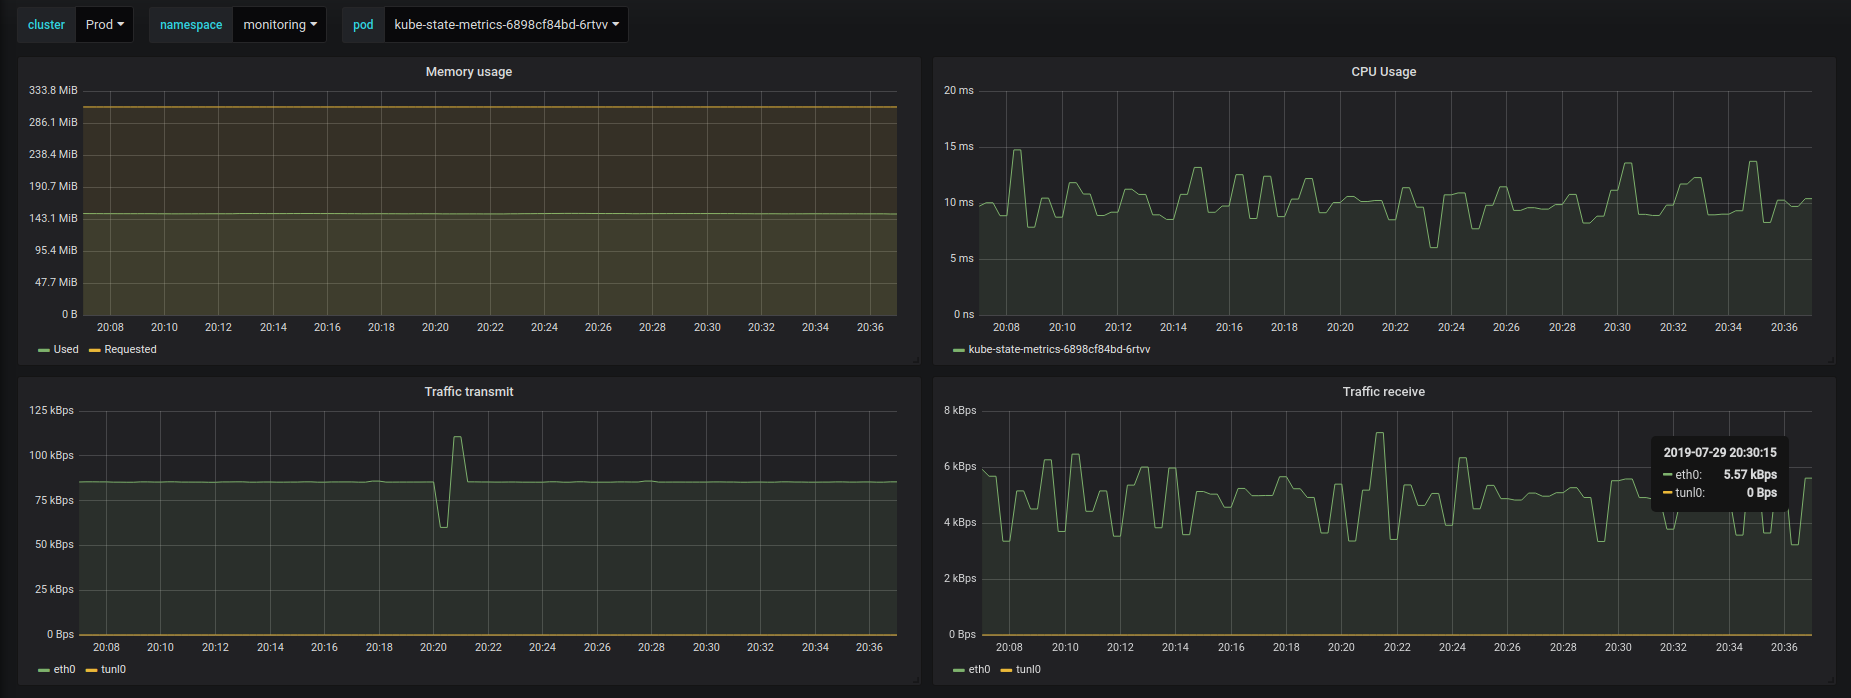 cluster Prod namespace monitoring pod kube-state-metrics-6898cf84bd-6rtvv
Memory usage
333.8 MiB
286.1 MiB
238.4 MiB
190.7 MiB
143.1 MiB
95.4 MiB
47.7 MiB
0 B
20:08 20:10 20:12 20:14 20:16 20:18 20:20 20:22 20:24 20:26 20:28 20:30 20:32 20:34 20:36
Used Requested
CPU Usage
20 ms
15 ms
10 ms
5 ms
0 ns
20:08 20:10 20:12 20:14 20:16 20:18 20:20 20:22 20:24 20:26 20:28 20:30 20:32 20:34 20:36
kube-state-metrics-6898cf84bd-6rtvv
Traffic transmit
125 kBps
100 kBps
75 kBps
50 kBps
25 kBps
0 Bps
20:08 20:10 20:12 20:14 20:16 20:18 20:20 20:22 20:24 20:26 20:28 20:30 20:32 20:34 20:36
eth0 tunl0
Traffic receive
8 kBps
6 kBps
4 kBps
2 kBps
0 Bps
2019-07-29 20:30:15
eth0: 5.57 kBps
tunl0: 0 Bps
20:08 20:10 20:12 20:14 20:16 20:18 20:20 20:22 20:24 20:26 20:28 20:30 20:32 20:34 20:36
eth0 tunl0